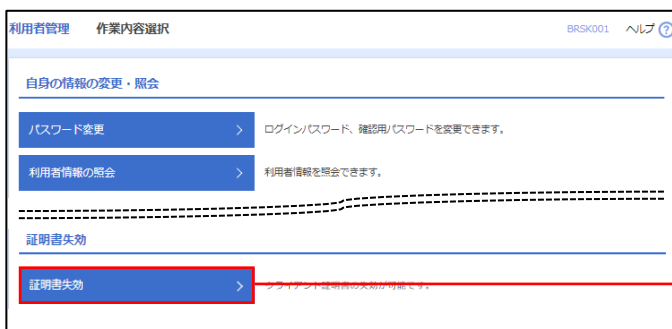 利用者管理 作業内容選択 BRSK001 ヘルプ ?
自身の情報の変更・照会
パスワード変更 > ログインパスワード、確認用パスワードを変更できます。
利用者情報の照会 > 利用者情報を照会できます。
証明書失効
証明書失効 > クライアント証明書の失効が可能です。